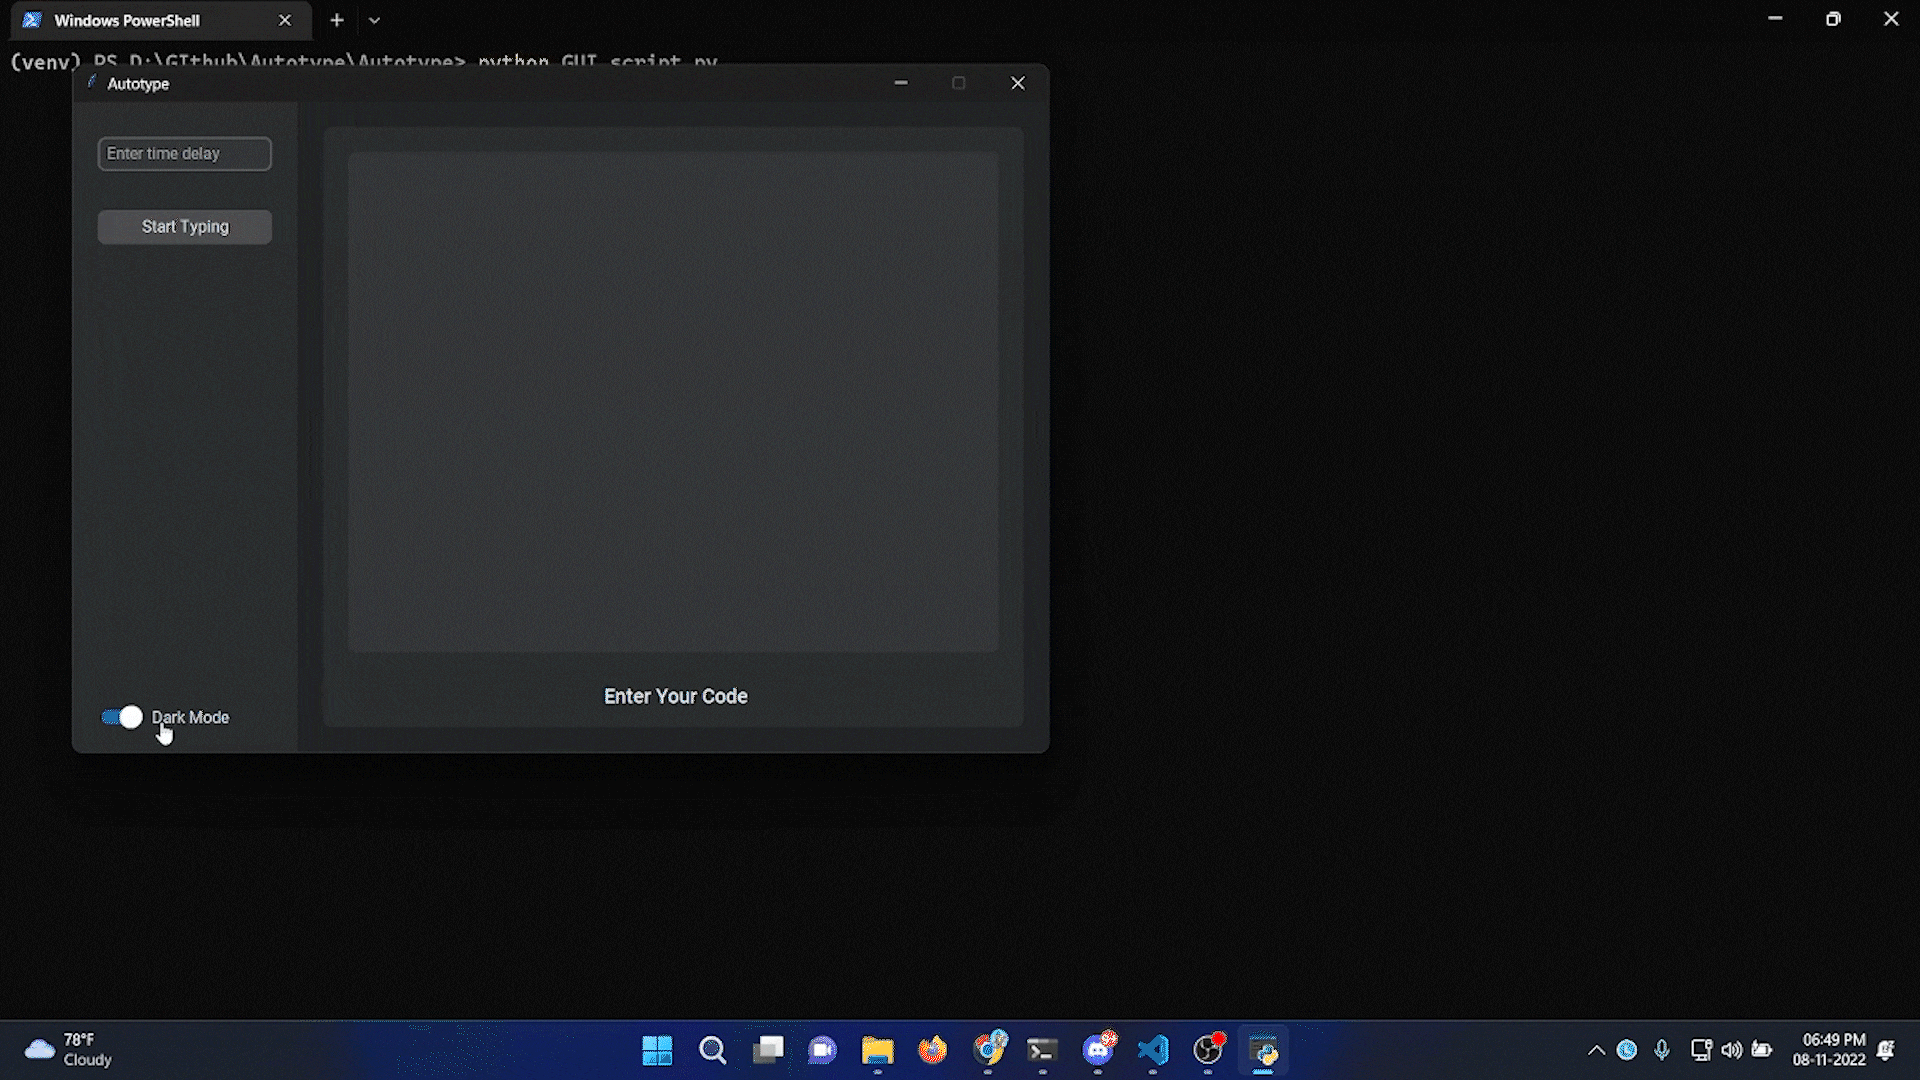 Windows PowerShell
(venv) PS D:\GIthub\Autotype\Autotype> python GUI_script.py
Autotype
Enter time delay
Start Typing
Enter Your Code
Dark Mode
78°F
Cloudy
9+
06:49 PM
08-11-2022